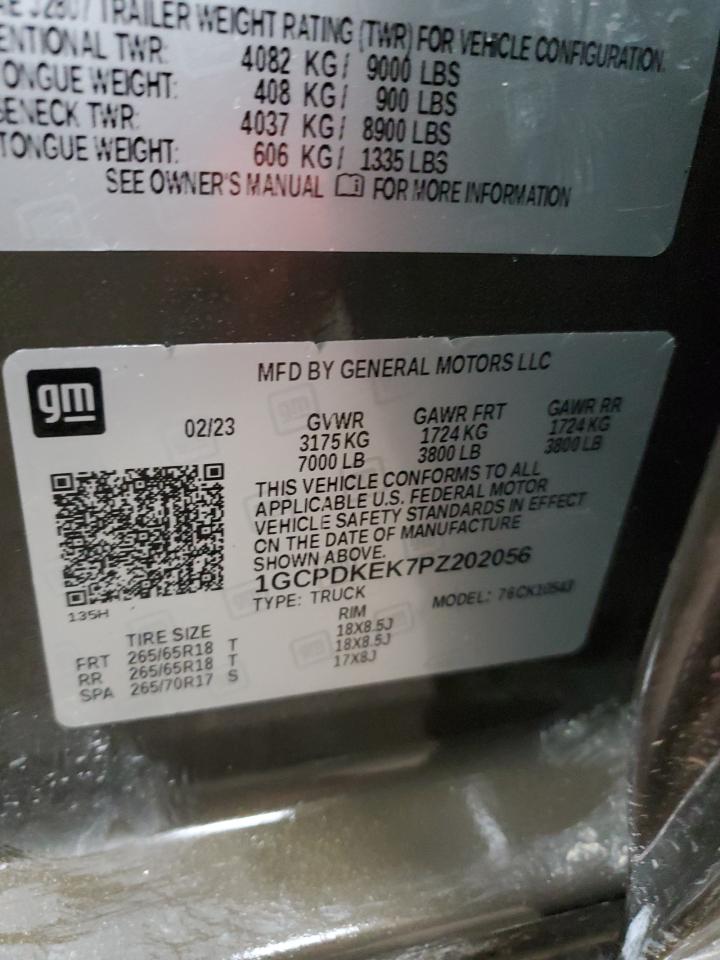 J2807 TRAILER WEIGHT RATING (TWR) FOR VEHICLE CONFIGURATION.
ENTIONAL TWR: 4082 KG/ 9000 LBS
ONGUE WEIGHT: 408 KG/ 900 LBS
SENECK TWR: 4037 KG/ 8900 LBS
TONGUE WEIGHT: 606 KG/ 1335 LBS
SEE OWNER'S MANUAL FOR MORE INFORMATION
gm
MFD BY GENERAL MOTORS LLC
02/23
GVWR GAWR FRT GAWR RR
3175 KG 1724 KG 1724 KG
7000 LB 3800 LB 3800 LB
THIS VEHICLE CONFORMS TO ALL
APPLICABLE U.S. FEDERAL MOTOR
VEHICLE SAFETY STANDARDS IN EFFECT
ON THE DATE OF MANUFACTURE
SHOWN ABOVE.
1GCPDKEK7PZ202056
TYPE: TRUCK MODEL: 76CK10543
135H
TIRE SIZE RIM
FRT 265/65R18 T 18X8.5J
RR 265/65R18 T 18X8.5J
SPA 265/70R17 S 17X8J